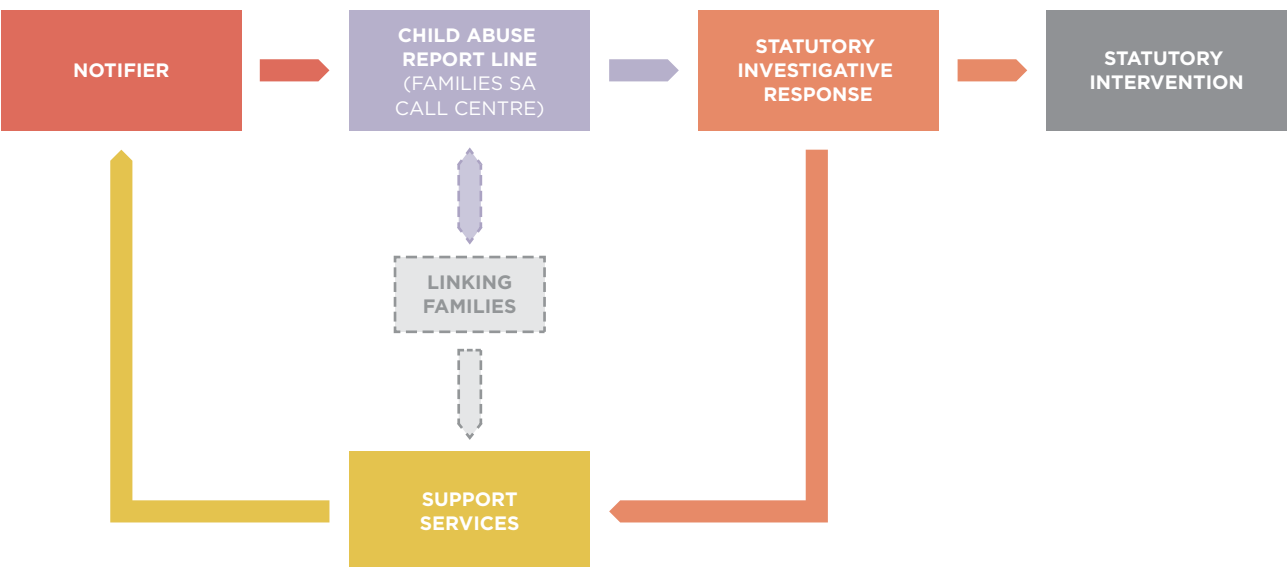 NOTIFIER
CHILD ABUSE
REPORT LINE
(FAMILIES SA
CALL CENTRE)
STATUTORY
INVESTIGATIVE
RESPONSE
STATUTORY
INTERVENTION
LINKING
FAMILIES
SUPPORT
SERVICES